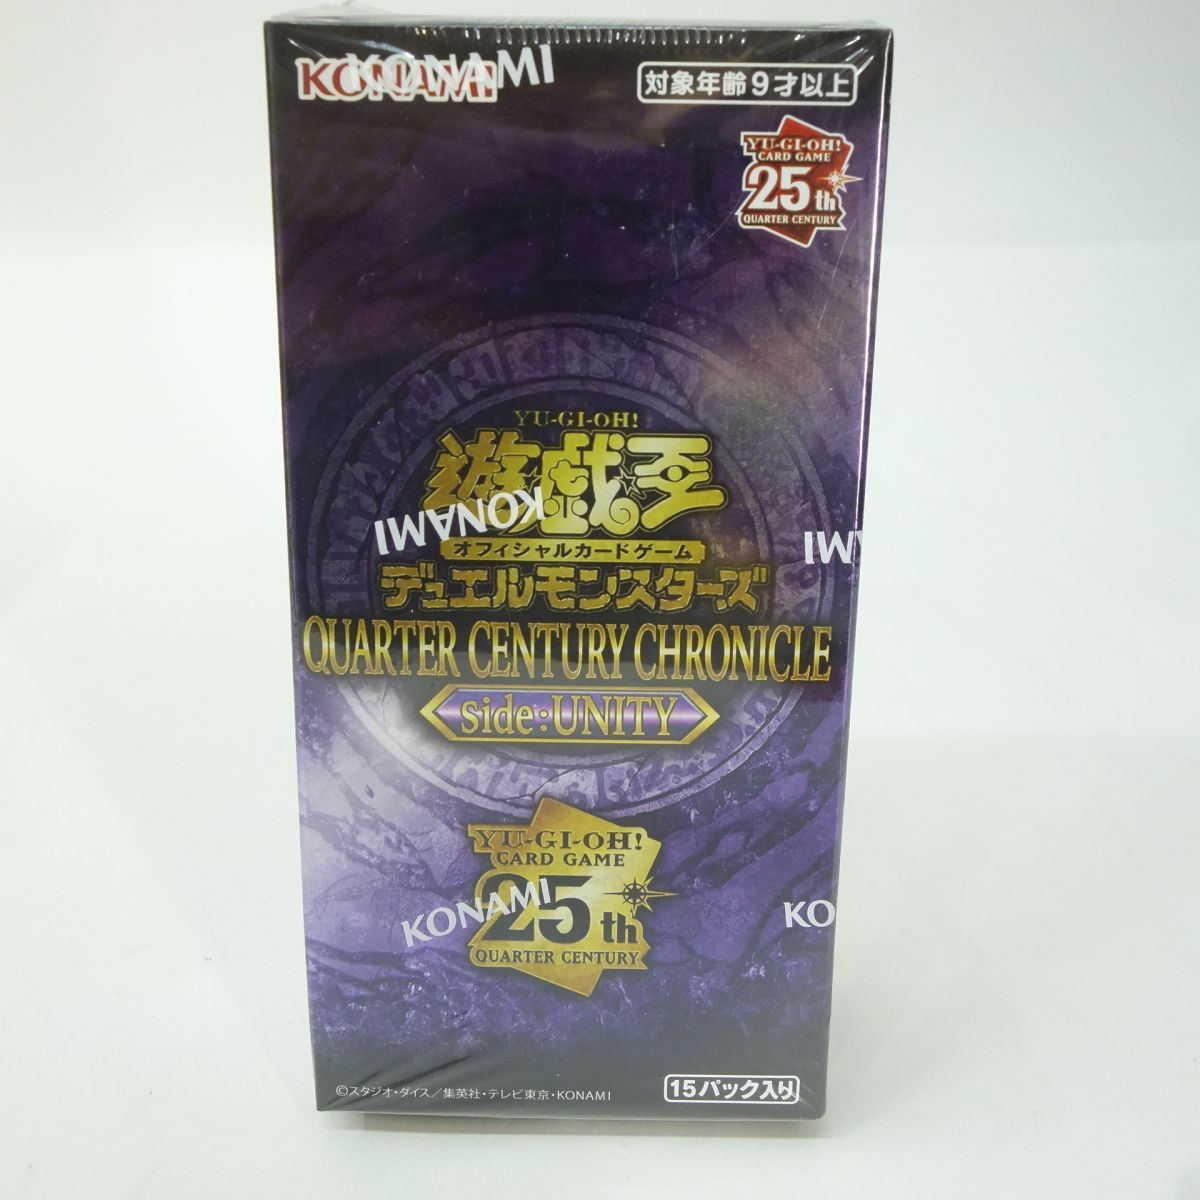 KONAMI
KONAMI
対象年齢9才以上
YU-GI-OH!
CARD GAME
25th
QUARTER CENTURY
YU-GI-OH!
遊☆戯☆王
KONAMI
オフィシャルカードゲーム
KONAMI
デュエルモンスターズ
QUARTER CENTURY CHRONICLE
side:UNITY
YU-GI-OH!
CARD GAME
25th
KONAMI
KO
QUARTER CENTURY
©スタジオ・ダイス／集英社・テレビ東京・KONAMI
15パック入り